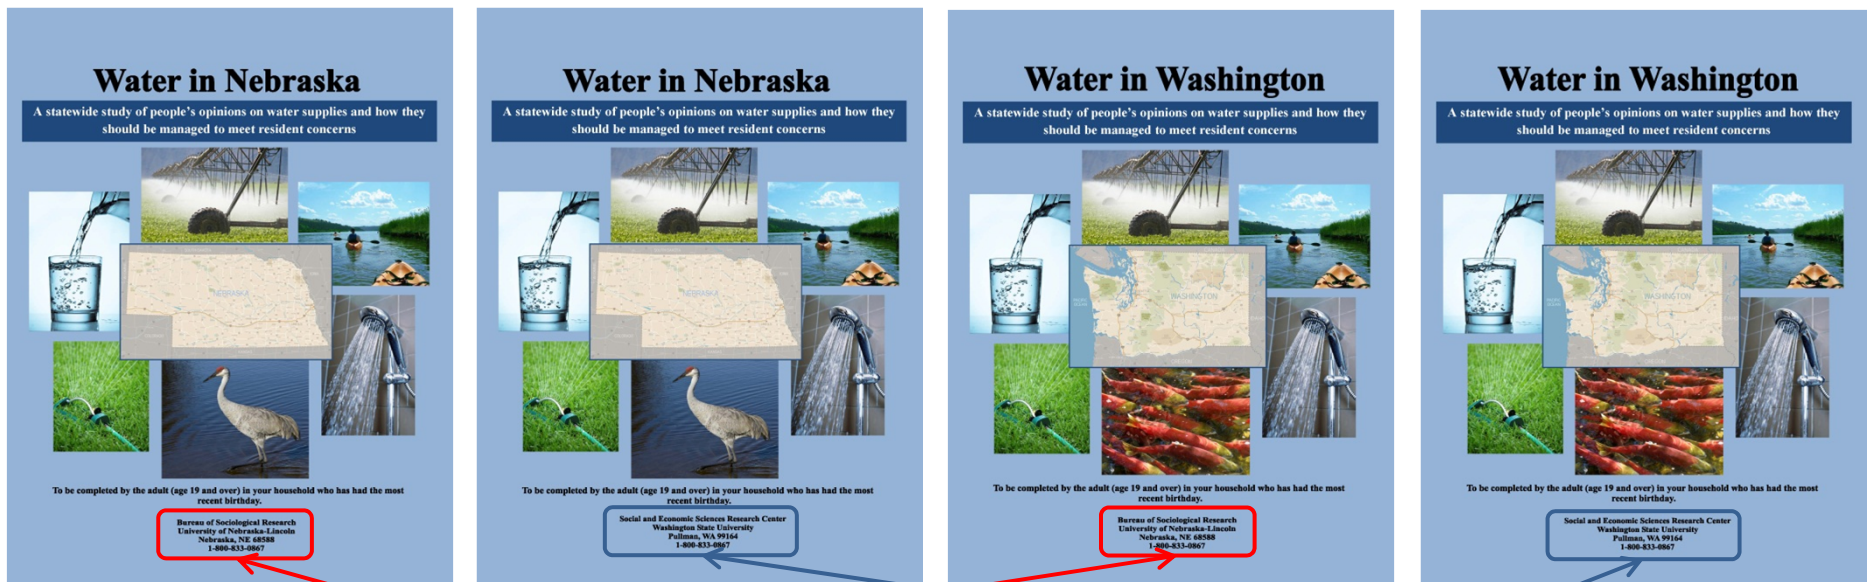 Water in Nebraska
A statewide study of people's opinions on water supplies and how they
should be managed to meet resident concerns
NEBRASKA
To be completed by the adult (age 19 and over) in your household who has had the most
recent birthday.
Bureau of Sociological Research
University of Nebraska-Lincoln
Nebraska, NE 68588
1-800-833-0867
Water in Nebraska
A statewide study of people's opinions on water supplies and how they
should be managed to meet resident concerns
NEBRASKA
To be completed by the adult (age 19 and over) in your household who has had the most
recent birthday.
Social and Economic Sciences Research Center
Washington State University
Pullman, WA 99164
1-800-833-0867
Water in Washington
A statewide study of people's opinions on water supplies and how they
should be managed to meet resident concerns
WASHINGTON
To be completed by the adult (age 19 and over) in your household who has had the most
recent birthday.
Bureau of Sociological Research
University of Nebraska-Lincoln
Nebraska, NE 68588
1-800-833-0867
Water in Washington
A statewide study of people's opinions on water supplies and how they
should be managed to meet resident concerns
WASHINGTON
To be completed by the adult (age 19 and over) in your household who has had the most
recent birthday.
Social and Economic Sciences Research Center
Washington State University
Pullman, WA 99164
1-800-833-0867